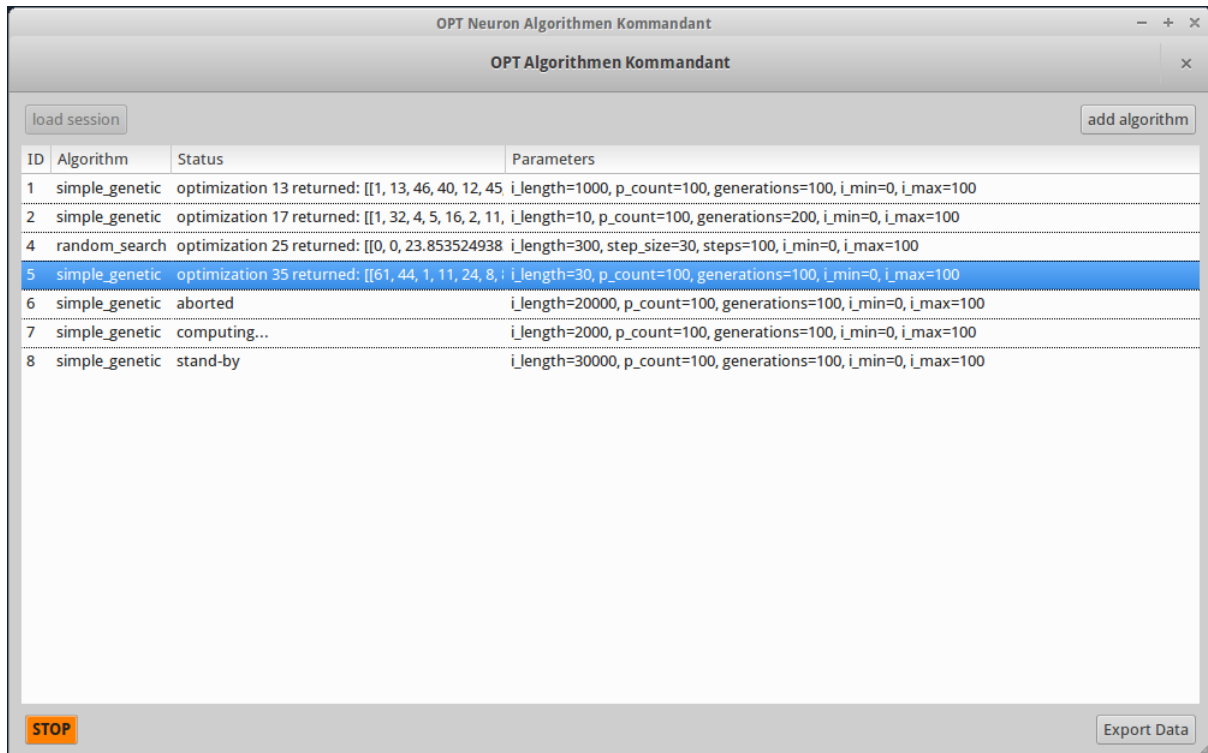 OPT Neuron Algorithmen Kommandant
OPT Algorithmen Kommandant
load session add algorithm
ID Algorithm Status Parameters
1 simple_genetic optimization 13 returned: [[1, 13, 46, 40, 12, 45, i_length=1000, p_count=100, generations=100, i_min=0, i_max=100
2 simple_genetic optimization 17 returned: [[1, 32, 4, 5, 16, 2, 11, i_length=10, p_count=100, generations=200, i_min=0, i_max=100
4 random_search optimization 25 returned: [[0, 0, 23.853524938 i_length=300, step_size=30, steps=100, i_min=0, i_max=100
5 simple_genetic optimization 35 returned: [[61, 44, 1, 11, 24, 8, i_length=30, p_count=100, generations=100, i_min=0, i_max=100
6 simple_genetic aborted i_length=20000, p_count=100, generations=100, i_min=0, i_max=100
7 simple_genetic computing... i_length=2000, p_count=100, generations=100, i_min=0, i_max=100
8 simple_genetic stand-by i_length=30000, p_count=100, generations=100, i_min=0, i_max=100
STOP Export Data